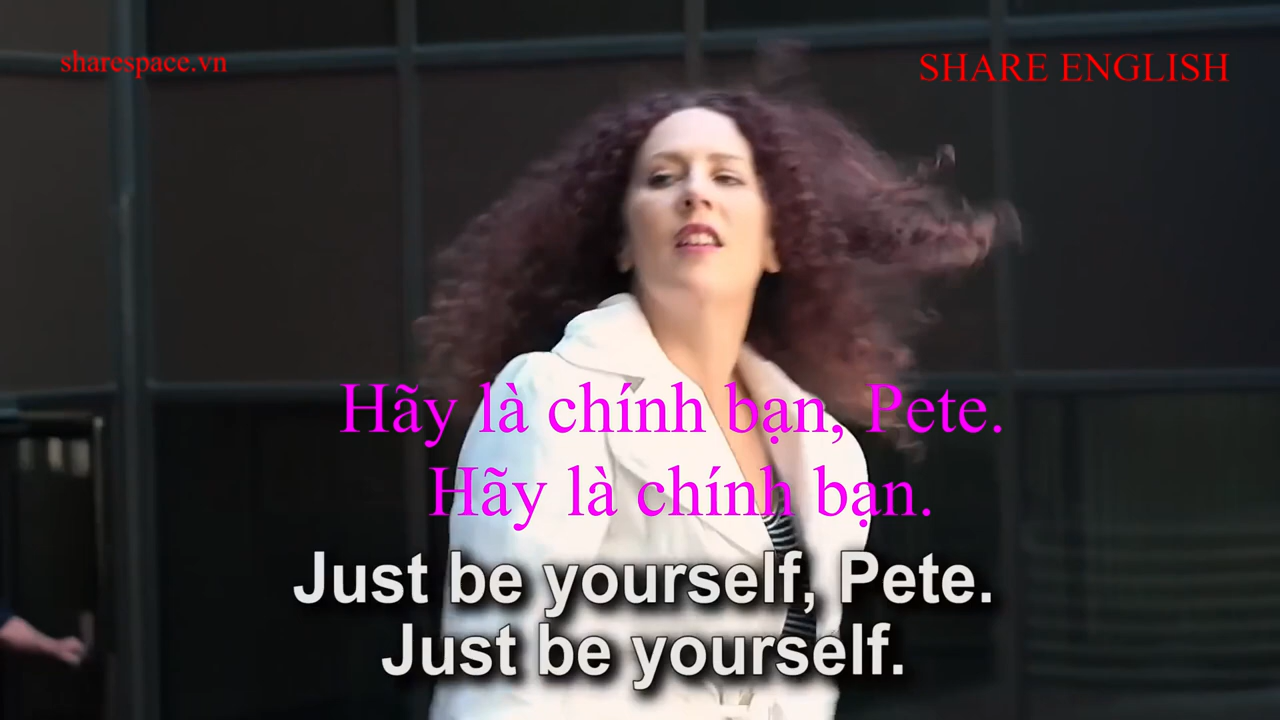 sharespace.vn
SHARE ENGLISH
Hãy là chính bạn, Pete.
Hãy là chính bạn.
Just be yourself, Pete.
Just be yourself.